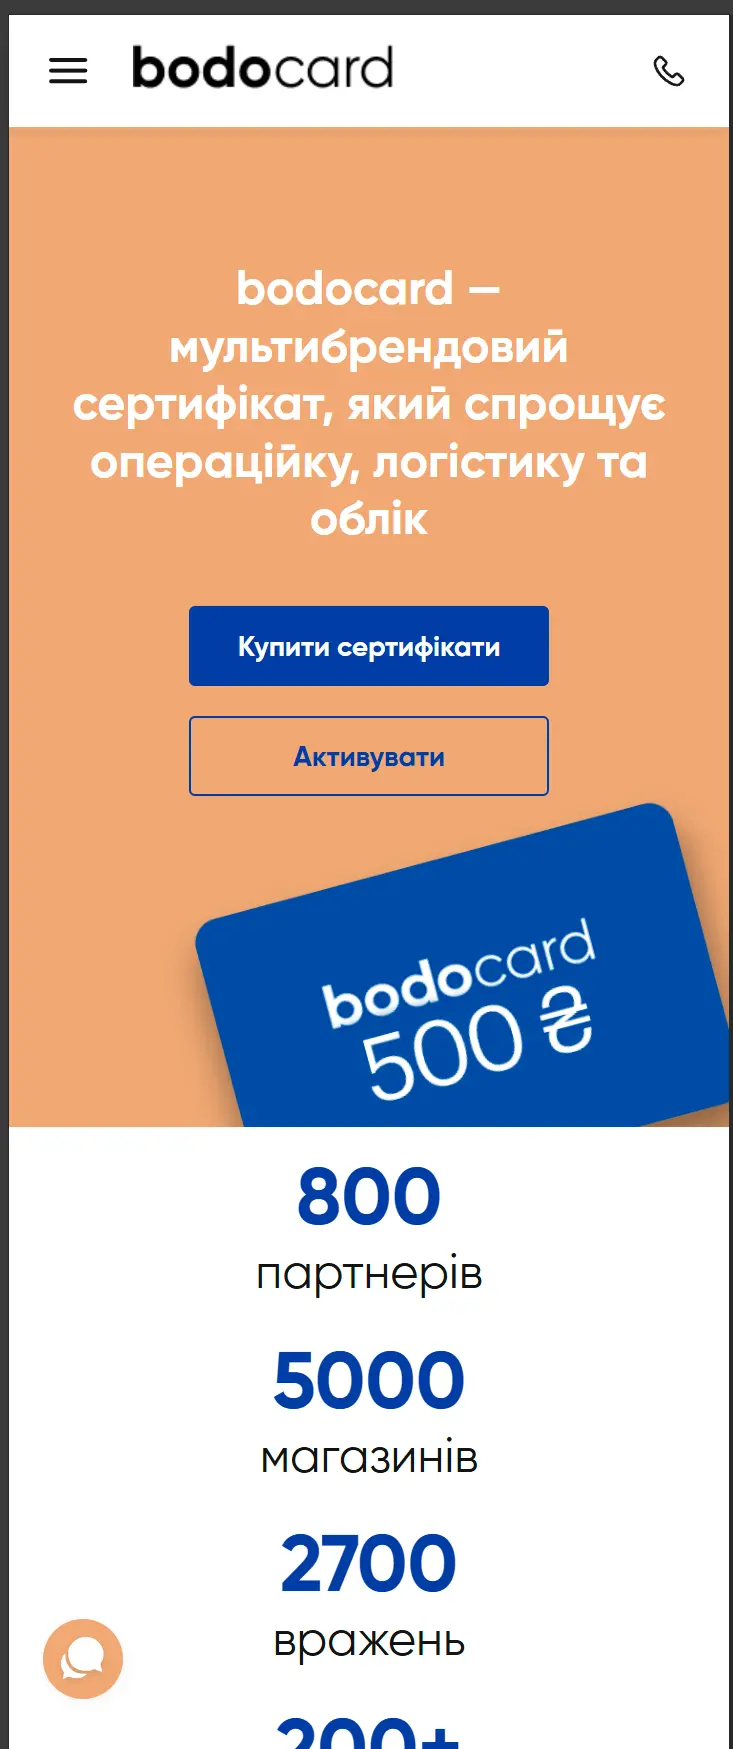 bodocard
bodocard —
мультибрендовий
сертифікат, який спрощує
операційку, логістику та
облік
Купити сертифікати
Активувати
bodocard
500 ₴
800
партнерів
5000
магазинів
2700
вражень
200+